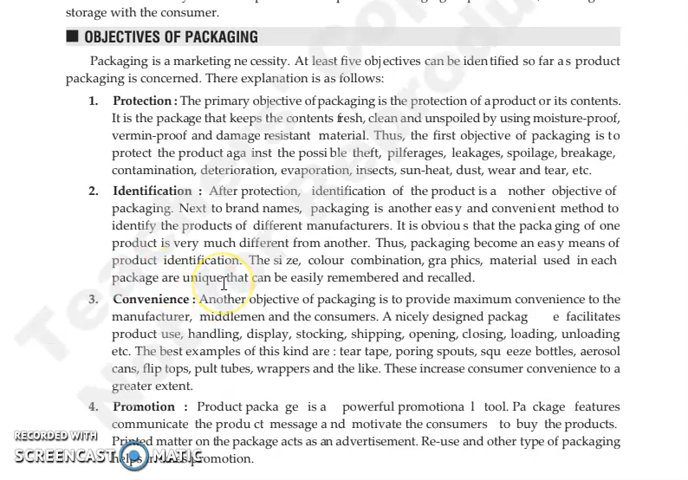 storage with the consumer.
OBJECTIVES OF PACKAGING
Packaging is a marketing ne cessity. At least five objectives can be identified so far as product
packaging is concerned. There explanation is as follows:
1. Protection : The primary objective of packaging is the protection of a product or its contents.
It is the package that keeps the contents fresh, clean and unspoiled by using moisture-proof,
vermin-proof and damage resistant material. Thus, the first objective of packaging is to
protect the product aga inst the possi ble theft, pilferages, leakages, spoilage, breakage,
contamination, deterioration, evaporation, insects, sun-heat, dust, wear and tear, etc.
2. Identification : After protection, identification of the product is a nother objective of
packaging. Next to brand names, packaging is another easy and convenient method to
identify the products of different manufacturers. It is obviou s that the packa ging of one
product is very much different from another. Thus, packaging become an easy means of
product identification. The si ze, colour combination, gra phics, material used in each
package are unique that can be easily remembered and recalled.
3. Convenience : Another objective of packaging is to provide maximum convenience to the
manufacturer, middlemen and the consumers. A nicely designed packag e facilitates
product use, handling, display, stocking, shipping, opening, closing, loading, unloading
etc. The best examples of this kind are : tear tape, poring spouts, squ eeze bottles, aerosol
cans, flip tops, pult tubes, wrappers and the like. These increase consumer convenience to a
greater extent.
4. Promotion : Product packa ge is a powerful promotiona l tool. Pa ckage features
communicate the produ ct message a nd motivate the consumers to buy the products.
Printed matter on the package acts as an advertisement. Re-use and other type of packaging
helps promotion.
RECORDED WITH
SCREENCAST MATIC